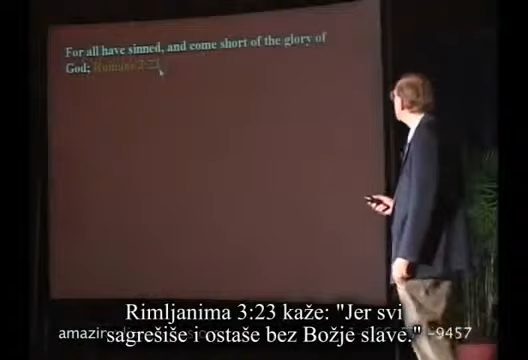 For all have sinned, and come short of the glory of
God; Romans 3:23
Rimljanima 3:23 kaže: "Jer svi
sagrešiše i ostaše bez Božje slave."
-9457